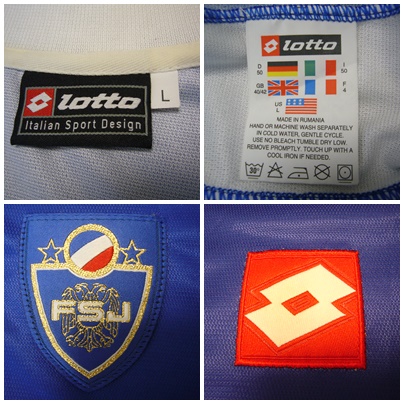 lotto
L
Italian Sport Design
lotto
D
50
I
50
GB
40/42
F
4
US
L
MADE IN RUMANIA
HAND OR MACHINE WASH SEPARATELY
IN COLD WATER, GENTLE CYCLE.
USE NO BLEACH TUMBLE DRY LOW.
REMOVE PROMPTLY. TOUCH UP WITH A
COOL IRON IF NEEDED.
30°
FSJ